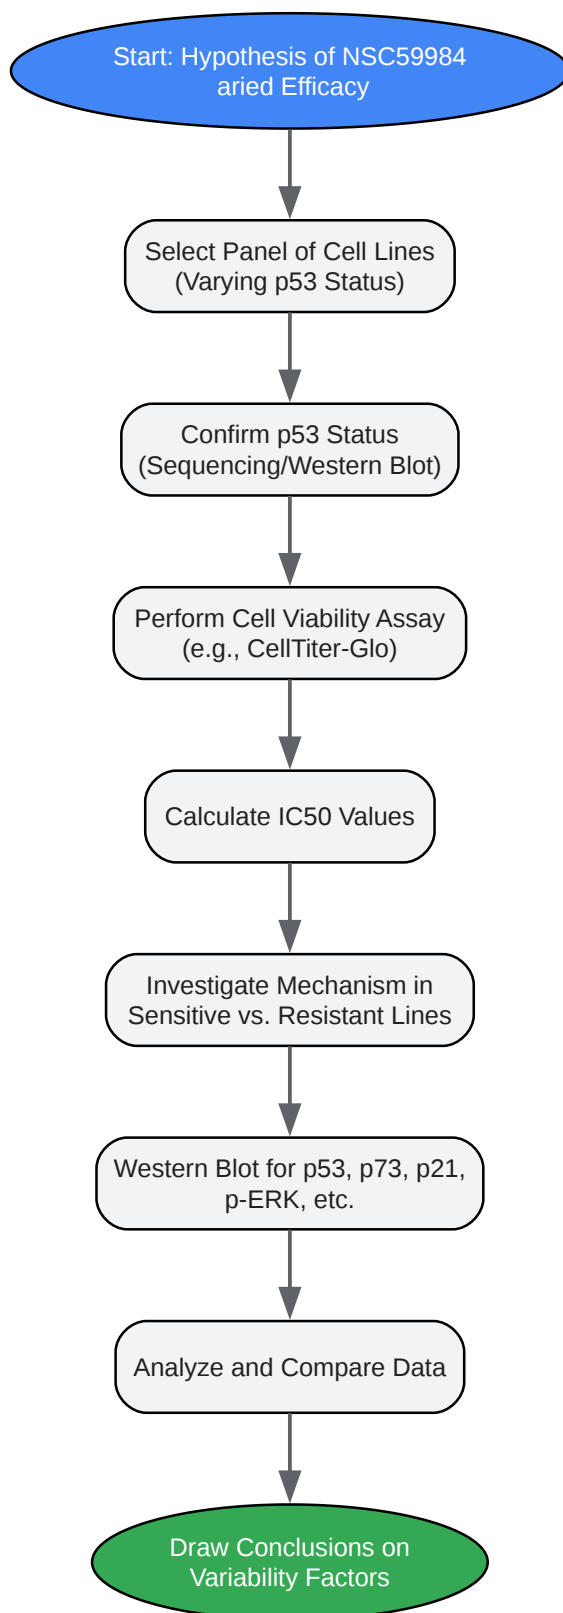 Start: Hypothesis of NSC59984
aried Efficacy
Select Panel of Cell Lines
(Varying p53 Status)
Confirm p53 Status
(Sequencing/Western Blot)
Perform Cell Viability Assay
(e.g., CellTiter-Glo)
Calculate IC50 Values
Investigate Mechanism in
Sensitive vs. Resistant Lines
Western Blot for p53, p73, p21,
p-ERK, etc.
Analyze and Compare Data
Draw Conclusions on
Variability Factors